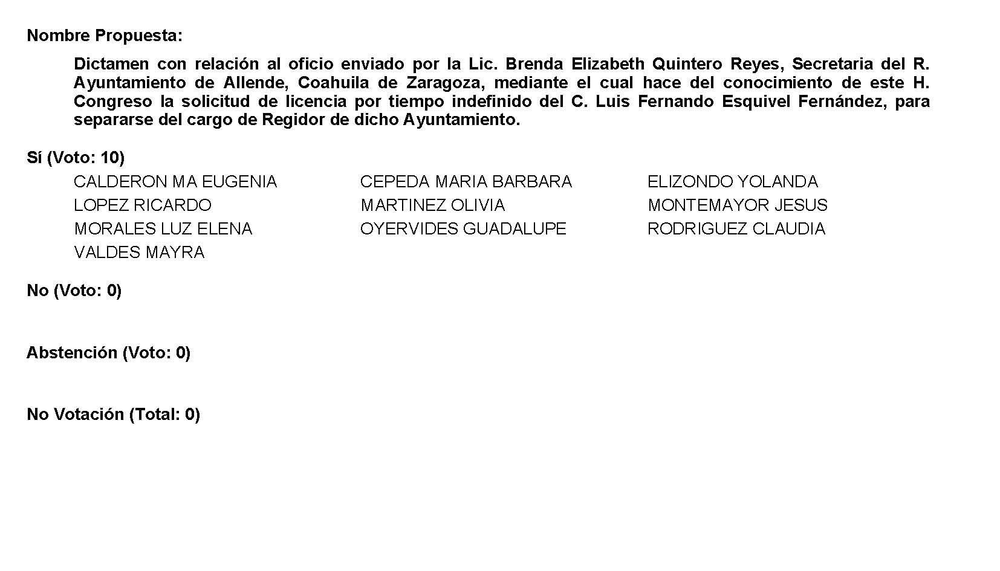 Nombre Propuesta:
Dictamen con relación al oficio enviado por la Lic. Brenda Elizabeth Quintero Reyes, Secretaria del R.
Ayuntamiento de Allende, Coahuila de Zaragoza, mediante el cual hace del conocimiento de este H.
Congreso la solicitud de licencia por tiempo indefinido del C. Luis Fernando Esquivel Fernández, para
separarse del cargo de Regidor de dicho Ayuntamiento.
Sí (Voto: 10)
CALDERON MA EUGENIA CEPEDA MARIA BARBARA ELIZONDO YOLANDA
LOPEZ RICARDO MARTINEZ OLIVIA MONTEMAYOR JESUS
MORALES LUZ ELENA OYERVIDES GUADALUPE RODRIGUEZ CLAUDIA
VALDES MAYRA
No (Voto: 0)
Abstención (Voto: 0)
No Votación (Total: 0)